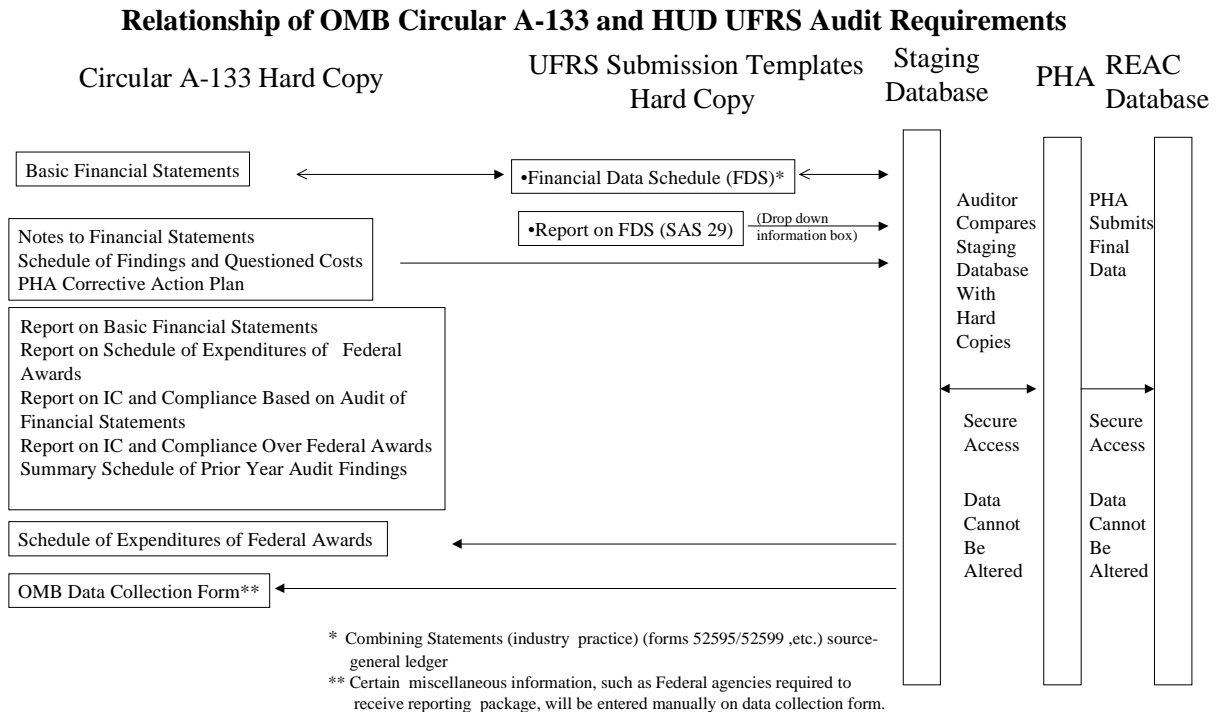 Relationship of OMB Circular A-133 and HUD UFRS Audit Requirements
Circular A-133 Hard Copy
UFRS Submission Templates
Hard Copy
Staging
Database
PHA
REAC
Database
Basic Financial Statements
•Financial Data Schedule (FDS)*
•Report on FDS (SAS 29)
(Drop down
information box)
Notes to Financial Statements
Schedule of Findings and Questioned Costs
PHA Corrective Action Plan
Report on Basic Financial Statements
Report on Schedule of Expenditures of Federal
Awards
Report on IC and Compliance Based on Audit of
Financial Statements
Report on IC and Compliance Over Federal Awards
Summary Schedule of Prior Year Audit Findings
Schedule of Expenditures of Federal Awards
OMB Data Collection Form**
Auditor
Compares
Staging
Database
With
Hard
Copies
Secure
Access
Data
Cannot
Be
Altered
PHA
Submits
Final
Data
Secure
Access
Data
Cannot
Be
Altered
* Combining Statements (industry practice) (forms 52595/52599 ,etc.) source-
general ledger
** Certain miscellaneous information, such as Federal agencies required to
receive reporting package, will be entered manually on data collection form.